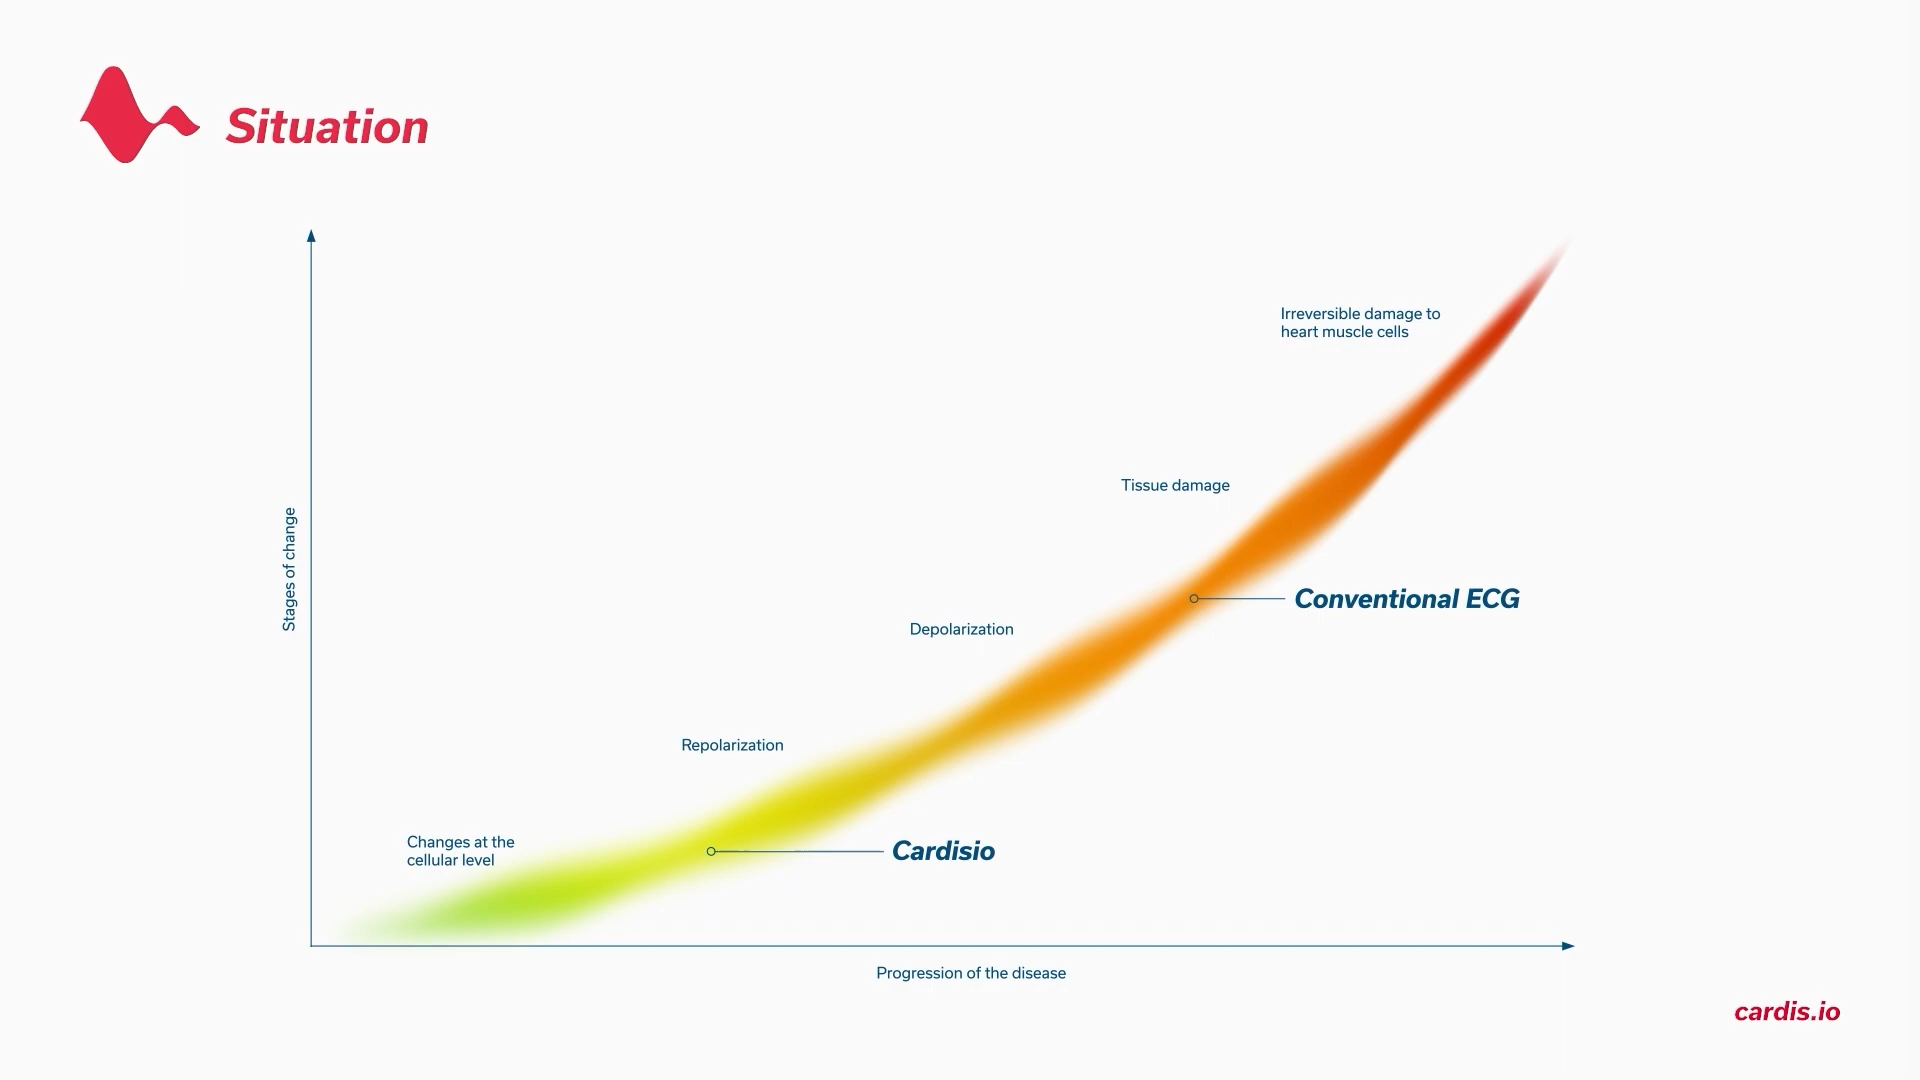 Situation
Irreversible damage to
heart muscle cells
Tissue damage
Stages of change
Conventional ECG
Depolarization
Repolarization
Changes at the
cellular level
Cardisio
Progression of the disease
cardis.io